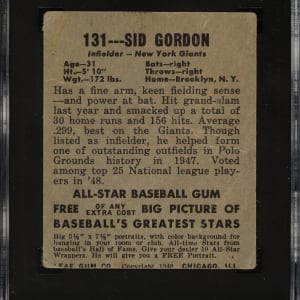 131---SID GORDON
Infielder - New York Giants
Age-31 Bats-right
Ht.-5' 10" Throws-right
Wgt.-172 lbs. Home-Brooklyn, N. Y.
Has a fine arm, keen fielding sense
—and power at bat. Hit grand-slam
last year and smacked up a total of
30 home runs and 156 hits. Average
.299, best on the Giants. Though listed
as infielder, he helped form
one of outstanding outfields in Polo
Grounds history in 1947. Voted
among top 25 National league play-
ers in '48.
ALL-STAR BASEBALL GUM
FREE OF ANY EXTRA COST BIG PICTURE OF
BASEBALL'S GREATEST STARS
Big 5½" x 7½" portraits, with color background for
hanging in your room or club. All-time Stars from
baseball's Hall of Fame. Give your dealer 10 All-Star
Wrappers. He will give you a FREE Portrait.
LEAF GUM CO. Copyright 1948 CHICAGO, ILL.